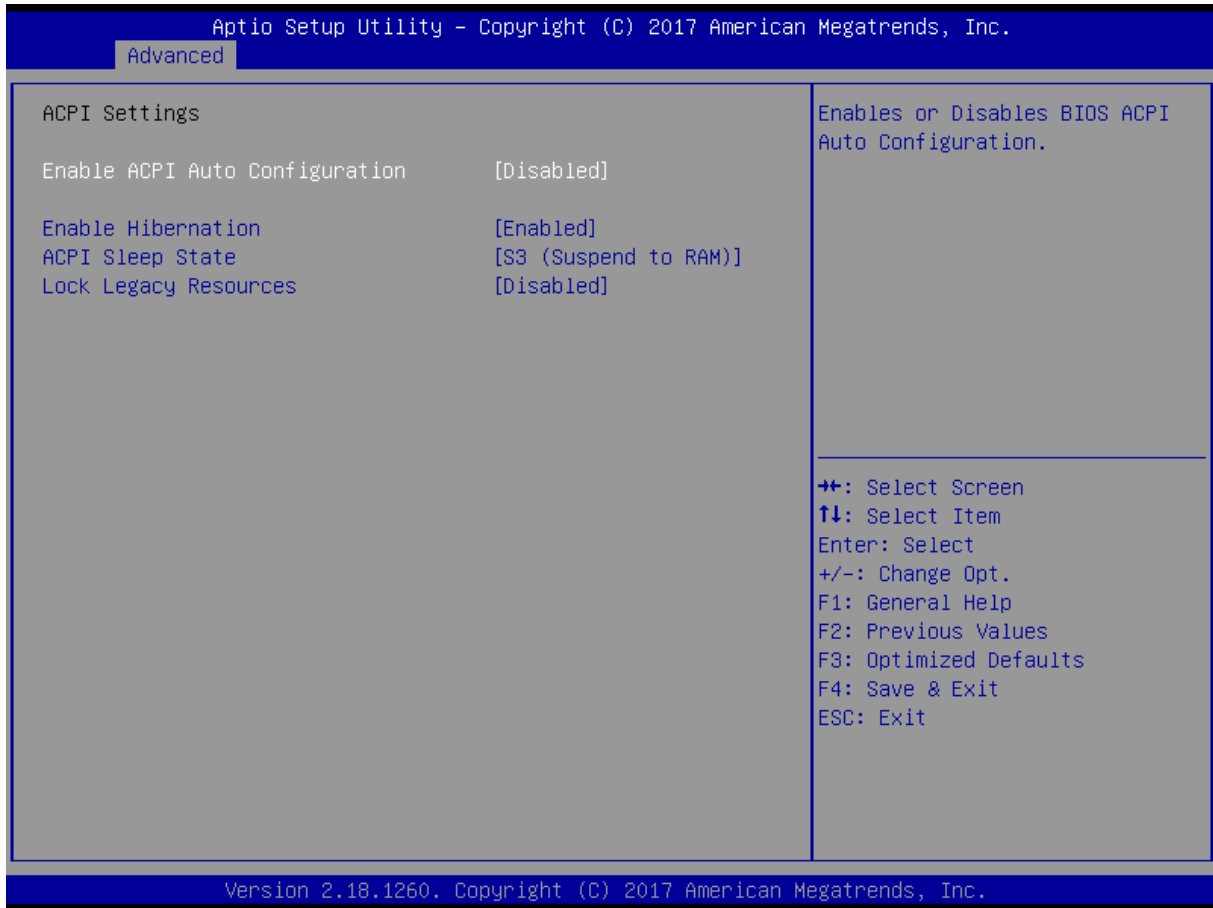 Aptio Setup Utility – Copyright (C) 2017 American Megatrends, Inc.
Advanced
ACPI Settings
Enable ACPI Auto Configuration [Disabled]
Enable Hibernation [Enabled]
ACPI Sleep State [S3 (Suspend to RAM)]
Lock Legacy Resources [Disabled]
Enables or Disables BIOS ACPI
Auto Configuration.
→←: Select Screen
↑↓: Select Item
Enter: Select
+/-: Change Opt.
F1: General Help
F2: Previous Values
F3: Optimized Defaults
F4: Save & Exit
ESC: Exit
Version 2.18.1260. Copyright (C) 2017 American Megatrends, Inc.